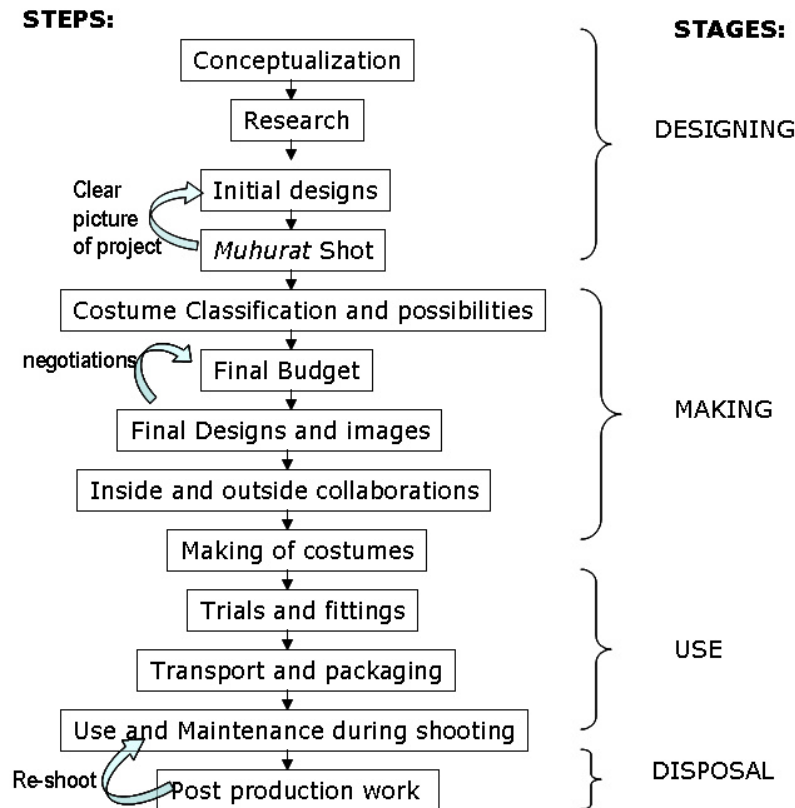 STEPS:
STAGES:
Conceptualization
Research
DESIGNING
Initial designs
Clear
picture
of project
Muhurat Shot
Costume Classification and possibilities
negotiations
Final Budget
MAKING
Final Designs and images
Inside and outside collaborations
Making of costumes
Trials and fittings
USE
Transport and packaging
Use and Maintenance during shooting
Re-shoot
Post production work
DISPOSAL